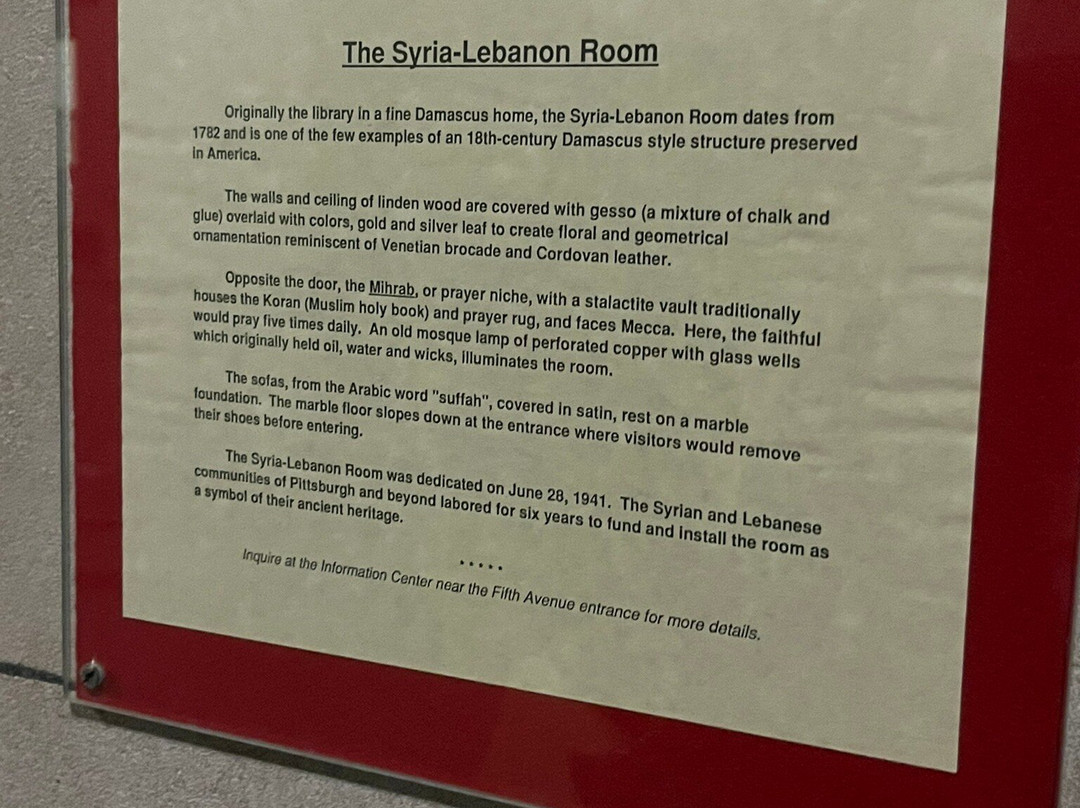 The Syria-Lebanon Room
Originally the library in a fine Damascus home, the Syria-Lebanon Room dates from
1782 and is one of the few examples of an 18th-century Damascus style structure preserved
in America.
The walls and ceiling of linden wood are covered with gesso (a mixture of chalk and
glue) overlaid with colors, gold and silver leaf to create floral and geometrical
ornamentation reminiscent of Venetian brocade and Cordovan leather.
Opposite the door, the Mihrab, or prayer niche, with a stalactite vault traditionally
houses the Koran (Muslim holy book) and prayer rug, and faces Mecca. Here, the faithful
would pray five times daily. An old mosque lamp of perforated copper with glass wells
which originally held oil, water and wicks, illuminates the room.
The sofas, from the Arabic word "suffah", covered in satin, rest on a marble
foundation. The marble floor slopes down at the entrance where visitors would remove
their shoes before entering.
The Syria-Lebanon Room was dedicated on June 28, 1941. The Syrian and Lebanese
communities of Pittsburgh and beyond labored for six years to fund and install the room as
a symbol of their ancient heritage.
.....
Inquire at the Information Center near the Fifth Avenue entrance for more details.